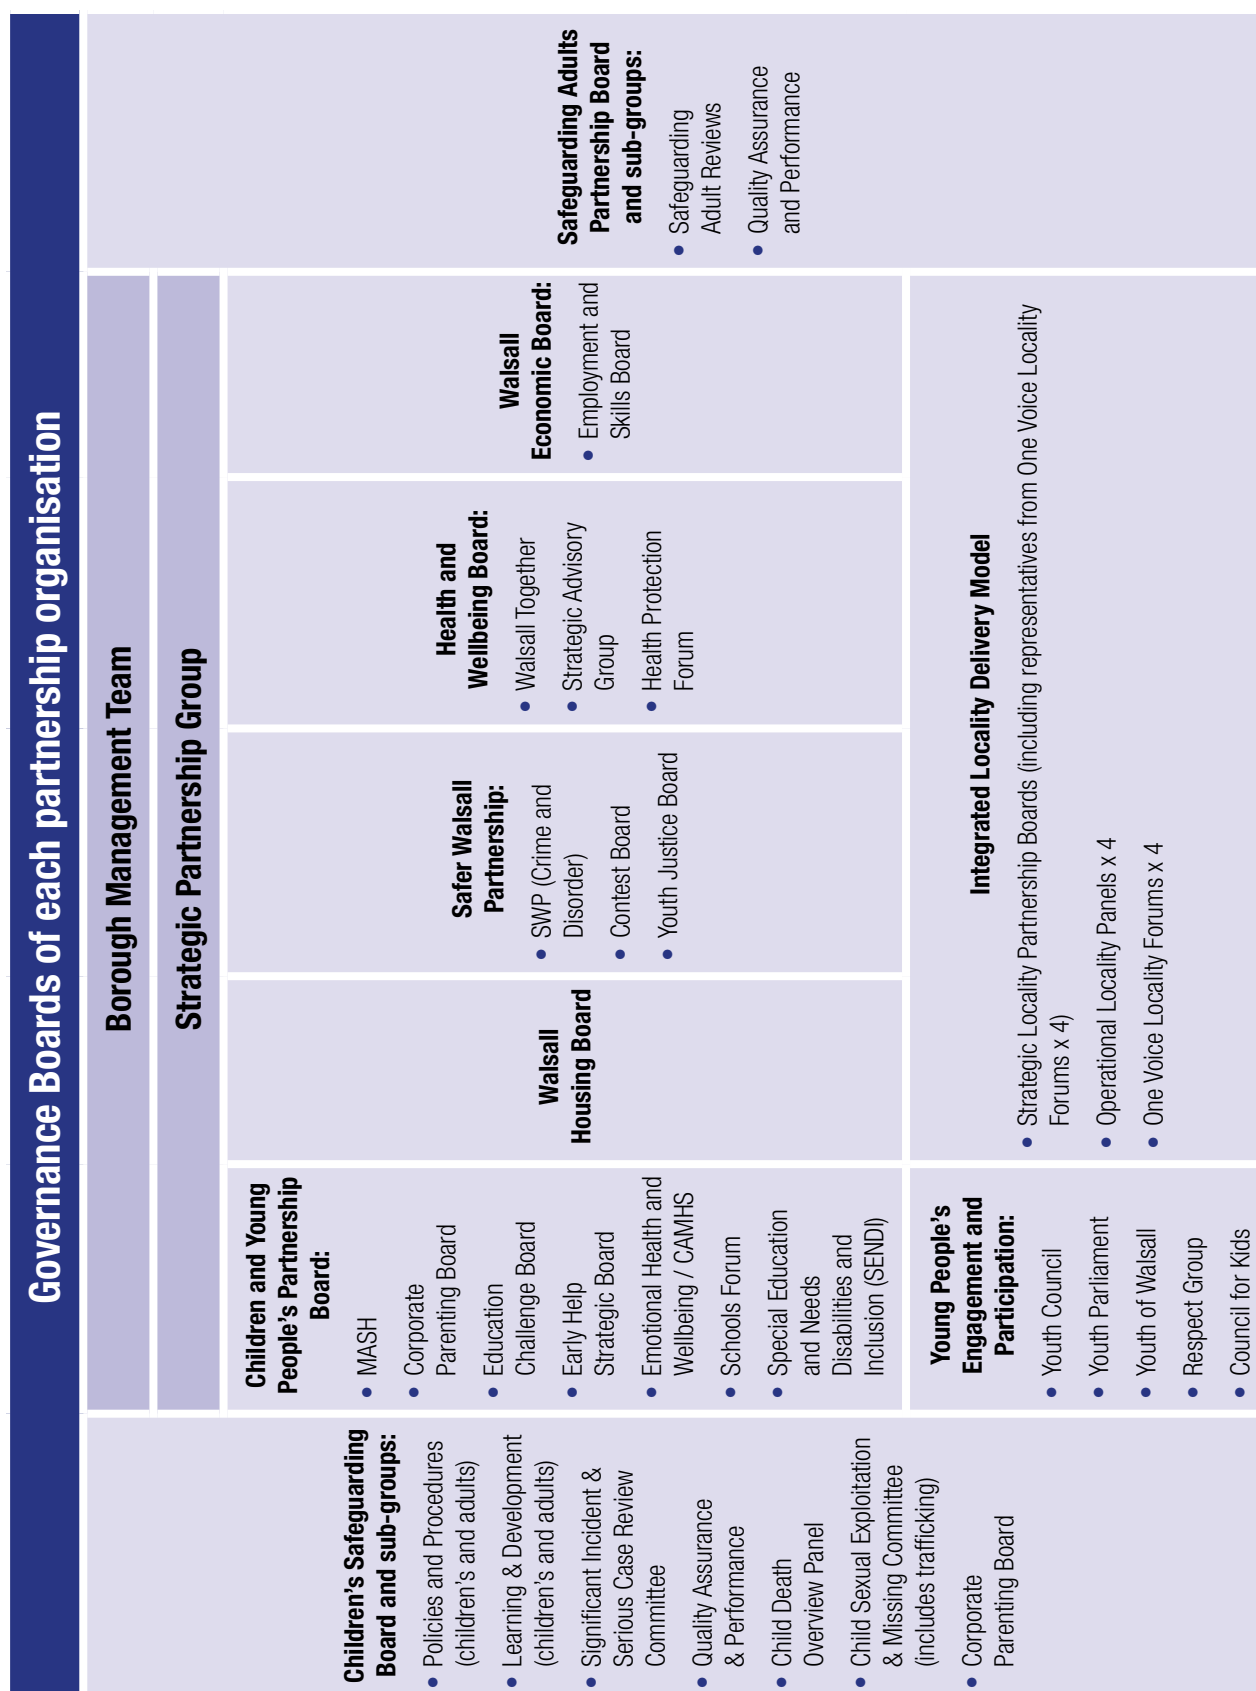 Governance Boards of each partnership organisation
Borough Management Team
Strategic Partnership Group
Children's Safeguarding
Board and sub-groups:
• Policies and Procedures
(children's and adults)
• Learning & Development
(children's and adults)
• Significant Incident &
Serious Case Review
Committee
• Quality Assurance
& Performance
• Child Death
Overview Panel
• Child Sexual Exploitation
& Missing Committee
(includes trafficking)
• Corporate
Parenting Board
Children and Young
People's Partnership
Board:
• MASH
• Corporate
Parenting Board
• Education
Challenge Board
• Early Help
Strategic Board
• Emotional Health and
Wellbeing / CAMHS
• Schools Forum
• Special Education
and Needs
Disabilities and
Inclusion (SENDI)
Walsall
Housing Board
Safer Walsall
Partnership:
• SWP (Crime and
Disorder)
• Contest Board
• Youth Justice Board
Health and
Wellbeing Board:
• Walsall Together
• Strategic Advisory
Group
• Health Protection
Forum
Walsall
Economic Board:
• Employment and
Skills Board
Safeguarding Adults
Partnership Board
and sub-groups:
• Safeguarding
Adult Reviews
• Quality Assurance
and Performance
Young People's
Engagement and
Participation:
• Youth Council
• Youth Parliament
• Youth of Walsall
• Respect Group
• Council for Kids
Integrated Locality Delivery Model
• Strategic Locality Partnership Boards (including representatives from One Voice Locality
Forums x 4)
• Operational Locality Panels x 4
• One Voice Locality Forums x 4